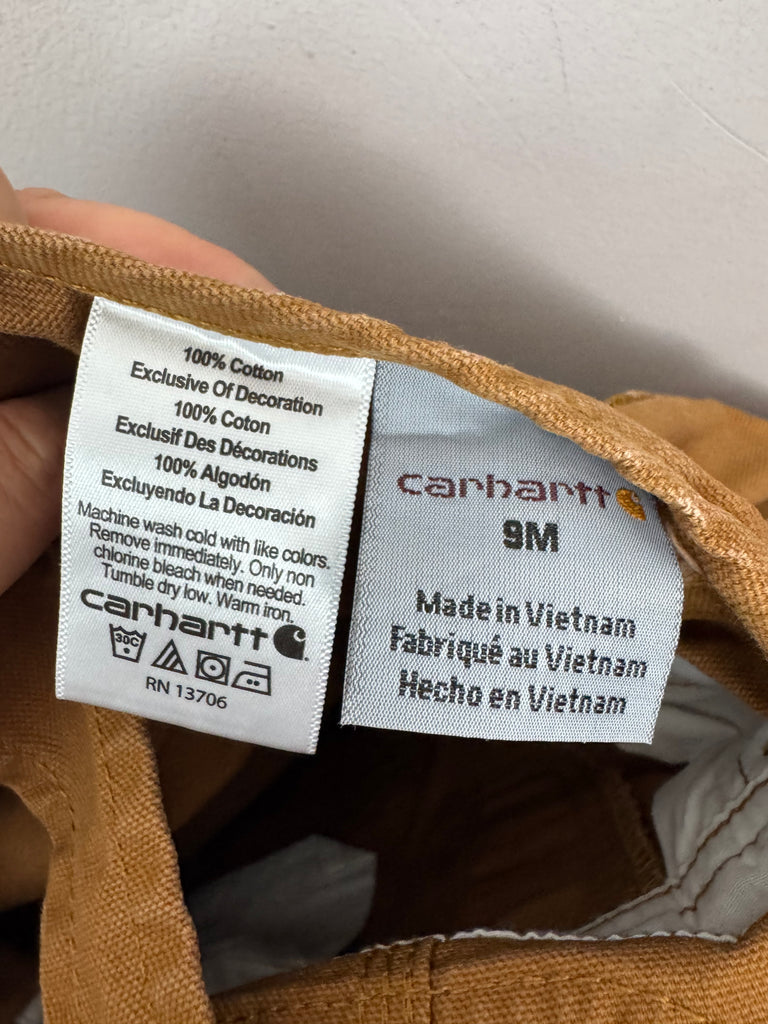 100% Cotton
Exclusive Of Decoration
100% Coton
Exclusif Des Décorations
100% Algodón
Excluyendo La Decoración
Machine wash cold with like colors.
Remove immediately. Only non
chlorine bleach when needed.
Tumble dry low. Warm iron.
carhartt
30C
RN 13706
carhartt
9M
Made in Vietnam
Fabriqué au Vietnam
Hecho en Vietnam